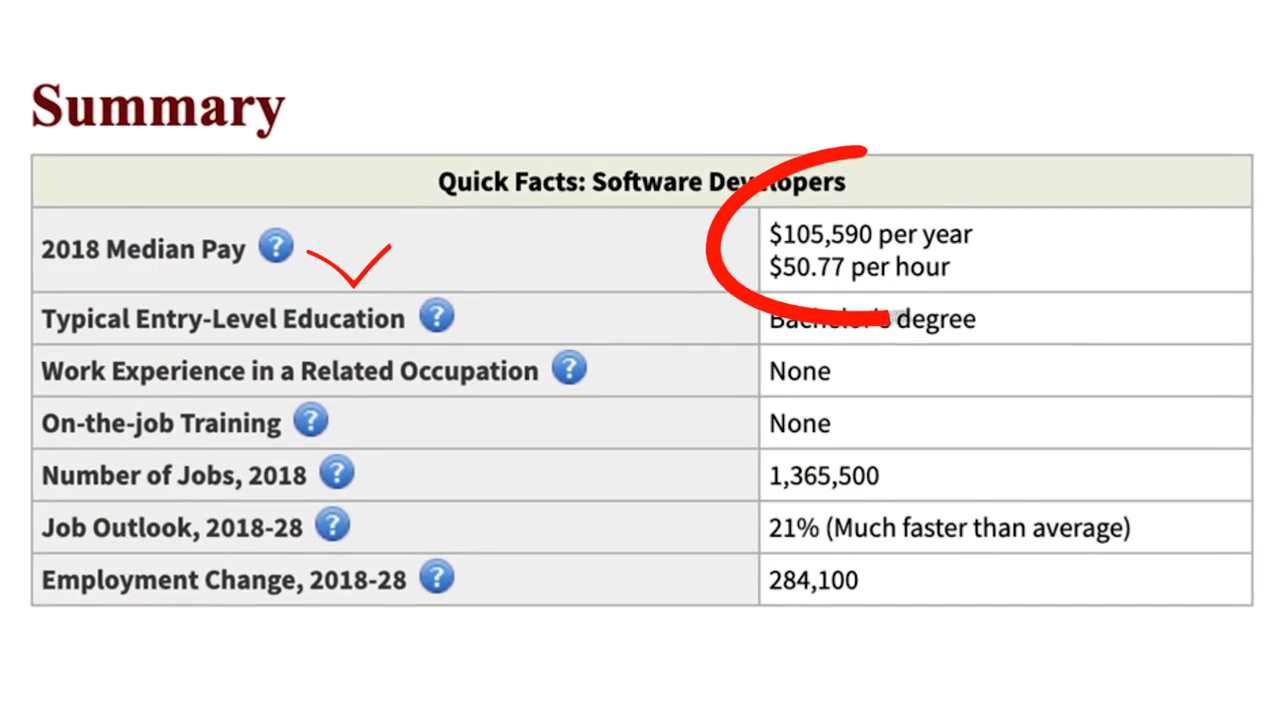 Summary
Quick Facts: Software Developers
2018 Median Pay ?
$105,590 per year
$50.77 per hour
Typical Entry-Level Education ?
Bachelor's degree
Work Experience in a Related Occupation ?
None
On-the-job Training ?
None
Number of Jobs, 2018 ?
1,365,500
Job Outlook, 2018-28 ?
21% (Much faster than average)
Employment Change, 2018-28 ?
284,100